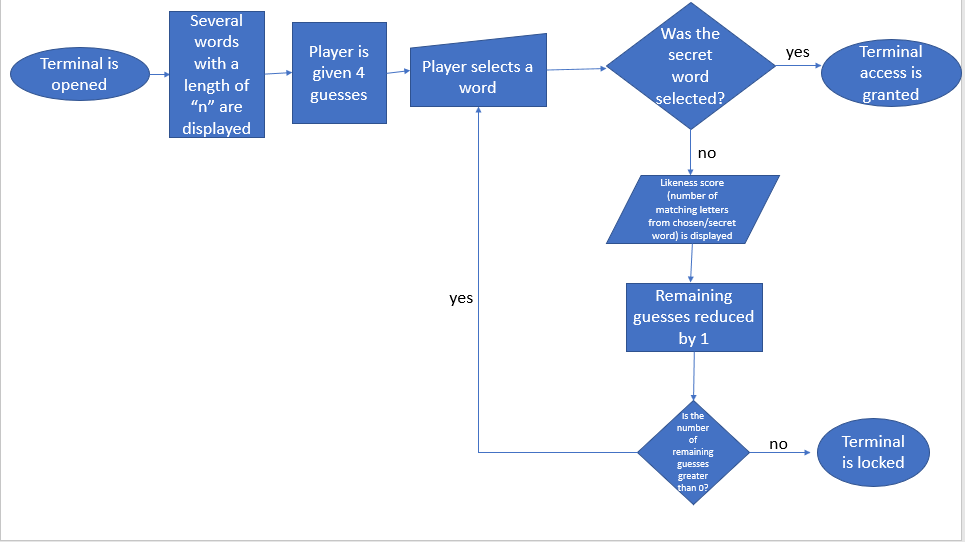 Terminal is
opened
Several
words
with a
length of
“n” are
displayed
Player is
given 4
guesses
Player selects a
word
Was the
secret
word
selected?
yes
Terminal
access is
granted
no
Likeness score
(number of
matching letters
from chosen/secret
word) is displayed
Remaining
guesses reduced
by 1
Is the
number
of
remaining
guesses
greater
than 0?
yes
no
Terminal
is locked